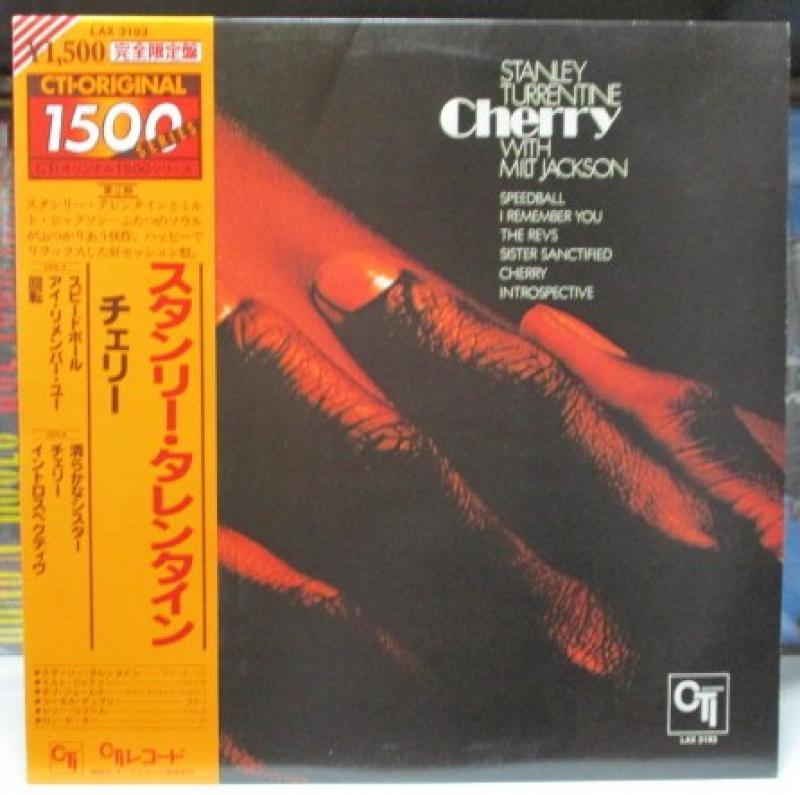 LAX 3193
¥1,500 完全限定盤
CTI-ORIGINAL
1500
SERIES
CTIオリジナル1500シリーズ
スタンリー・タレンタインとミル
ト・ジャクソン…ふたつのソウル
がぶつかりあう快作。ハッピーで
リラックスした好セッション盤。
スタンリー・タレンタイン
チェリー
スピードボール
アイ・リメンバー・ユー
回転
清らかなシスター
チェリー
イントロスペクティヴ
CTI CTIレコード
STANLEY
TURRENTINE
Cherry
WITH
MILT JACKSON
SPEEDBALL
I REMEMBER YOU
THE REVS
SISTER SANCTIFIED
CHERRY
INTROSPECTIVE
CTI
LAX 3193